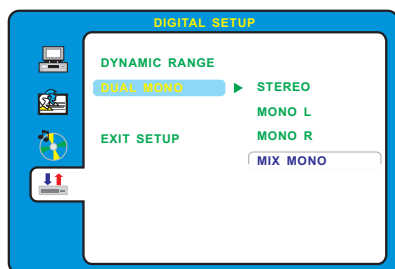 DIGITAL SETUP
DYNAMIC RANGE
DUAL MONO
STEREO
MONO L
EXIT SETUP
MONO R
MIX MONO